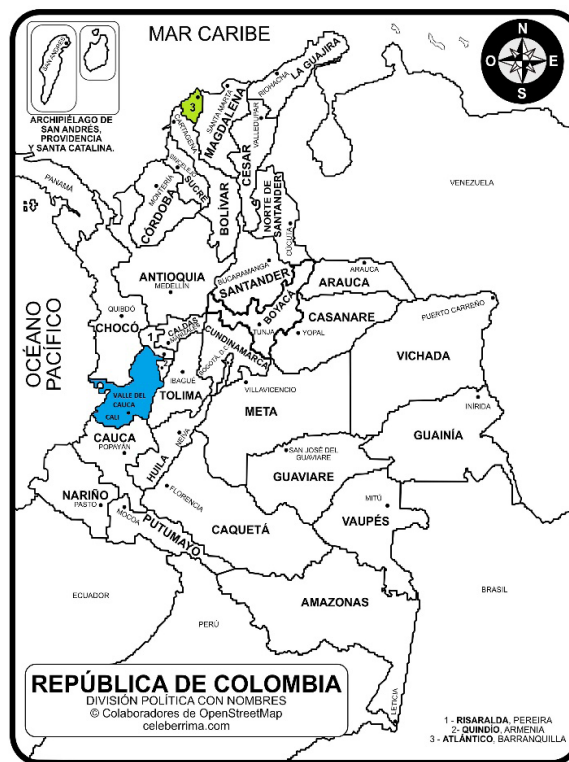 MAR CARIBE
N
O
E
S
SAN ANDRÉS
ARCHIPIÉLAGO DE
SAN ANDRÉS,
PROVIDENCIA
Y SANTA CATALINA.
LA GUAJIRA
RIOHACHA
3
SANTA MARTA
MAGDALENA
CARTAGENA
VALLEDUPAR
CESAR
PANAMÁ
VENEZUELA
SINCELEJO
SUCRE
MONTERÍA
CÓRDOBA
BOLÍVAR
NORTE DE
SANTANDER
CÚCUTA
ANTIOQUIA
MEDELLÍN
BUCARAMANGA
SANTANDER
ARAUCA
ARAUCA
BOYACÁ
TUNJA
CASANARE
YOPAL
PUERTO CARREÑO
OCÉANO
PACÍFICO
QUIBDÓ
CHOCÓ
1
CALDAS
MANIZALES
CUNDINAMARCA
BOGOTÁ, D.C.
VICHADA
2
IBAGUÉ
TOLIMA
VILLAVICENCIO
META
VALLE DEL
CAUCA
CALI
INÍRIDA
GUAINÍA
CAUCA
POPAYÁN
NEIVA
HUILA
SAN JOSÉ DEL
GUAVIARE
GUAVIARE
NARIÑO
PASTO
FLORENCIA
MITÚ
VAUPÉS
MOCOA
PUTUMAYO
CAQUETÁ
ECUADOR
PERÚ
AMAZONAS
BRASIL
LETICIA
REPÚBLICA DE COLOMBIA
DIVISIÓN POLÍTICA CON NOMBRES
© Colaboradores de OpenStreetMap
celeberrima.com
1 - RISARALDA, PEREIRA
2- QUINDÍO, ARMENIA
3 - ATLÁNTICO, BARRANQUILLA